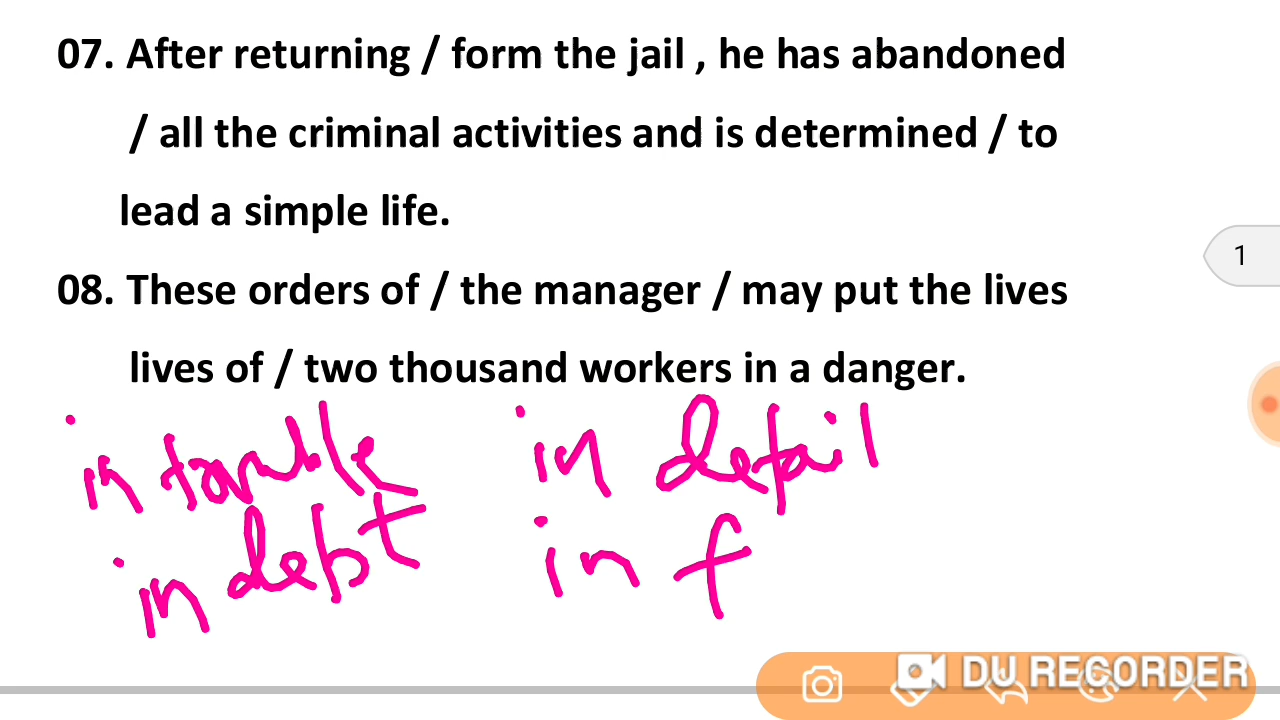 07. After returning / form the jail , he has abandoned
/ all the criminal activities and is determined / to
lead a simple life.
1
08. These orders of / the manager / may put the lives
lives of / two thousand workers in a danger.
in trouble in detail
in debt in f
DU RECORDER